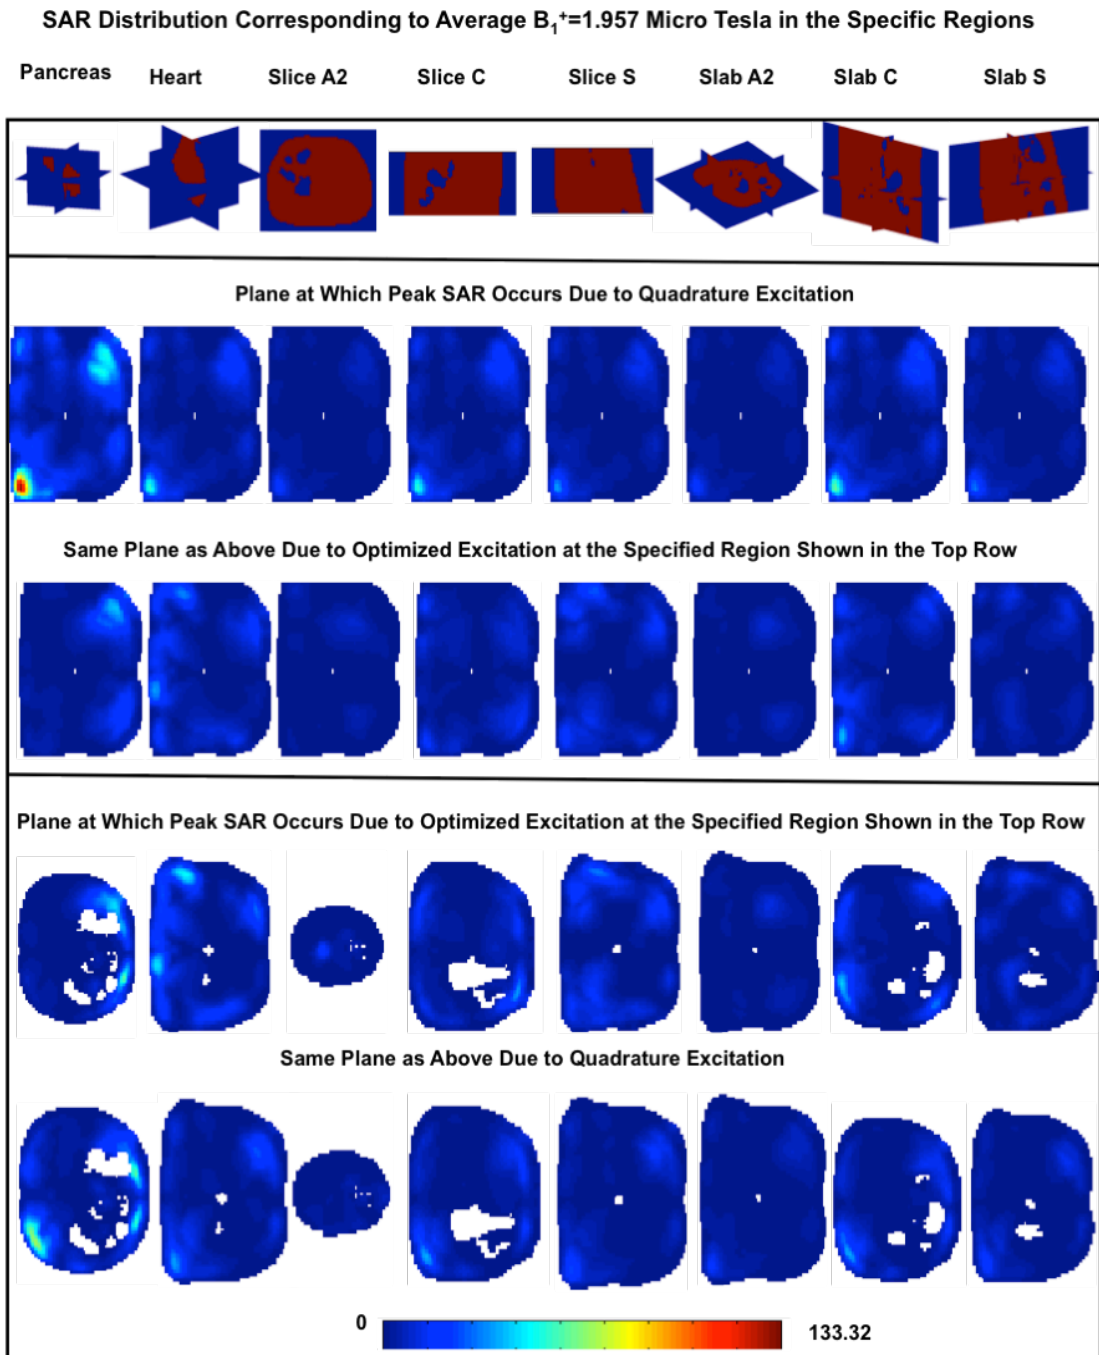 SAR Distribution Corresponding to Average B₁⁺=1.957 Micro Tesla in the Specific Regions
Pancreas Heart Slice A2 Slice C Slice S Slab A2 Slab C Slab S
Plane at Which Peak SAR Occurs Due to Quadrature Excitation
Same Plane as Above Due to Optimized Excitation at the Specified Region Shown in the Top Row
Plane at Which Peak SAR Occurs Due to Optimized Excitation at the Specified Region Shown in the Top Row
Same Plane as Above Due to Quadrature Excitation
0 133.32